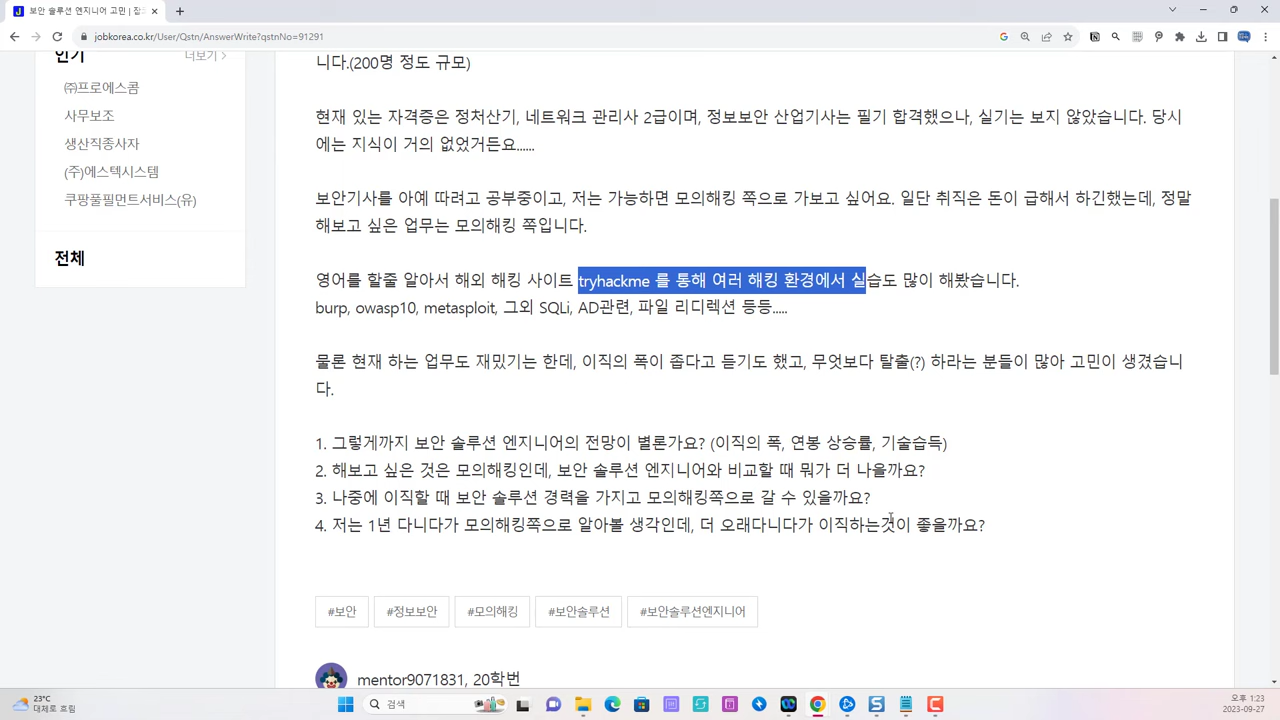 보안 솔루션 엔지니어 고민 | 잡코
jobkorea.co.kr/User/Qstn/AnswerWrite?qstnNo=91291
인기
더보기 >
㈜프로에스콤
사무보조
생산직종사자
(주)에스텍시스템
쿠팡풀필먼트서비스(유)
전체
니다.(200명 정도 규모)
현재 있는 자격증은 정처산기, 네트워크 관리사 2급이며, 정보보안 산업기사는 필기 합격했으나, 실기는 보지 않았습니다. 당시
에는 지식이 거의 없었거든요......
보안기사를 아예 따려고 공부중이고, 저는 가능하면 모의해킹 쪽으로 가보고 싶어요. 일단 취직은 돈이 급해서 하긴했는데, 정말
해보고 싶은 업무는 모의해킹 쪽입니다.
영어를 할줄 알아서 해외 해킹 사이트 tryhackme 를 통해 여러 해킹 환경에서 실습도 많이 해봤습니다.
burp, owasp10, metasploit, 그외 SQLi, AD관련, 파일 리디렉션 등등.....
물론 현재 하는 업무도 재밌기는 한데, 이직의 폭이 좁다고 듣기도 했고, 무엇보다 탈출(?) 하라는 분들이 많아 고민이 생겼습니
다.
1. 그렇게까지 보안 솔루션 엔지니어의 전망이 별론가요? (이직의 폭, 연봉 상승률, 기술습득)
2. 해보고 싶은 것은 모의해킹인데, 보안 솔루션 엔지니어와 비교할 때 뭐가 더 나을까요?
3. 나중에 이직할 때 보안 솔루션 경력을 가지고 모의해킹쪽으로 갈 수 있을까요?
4. 저는 1년 다니다가 모의해킹쪽으로 알아볼 생각인데, 더 오래다니다가 이직하는것이 좋을까요?
#보안 #정보보안 #모의해킹 #보안솔루션 #보안솔루션엔지니어
mentor9071831, 20학번
23°C
대체로 흐림
검색
오후 1:23
2023-09-27